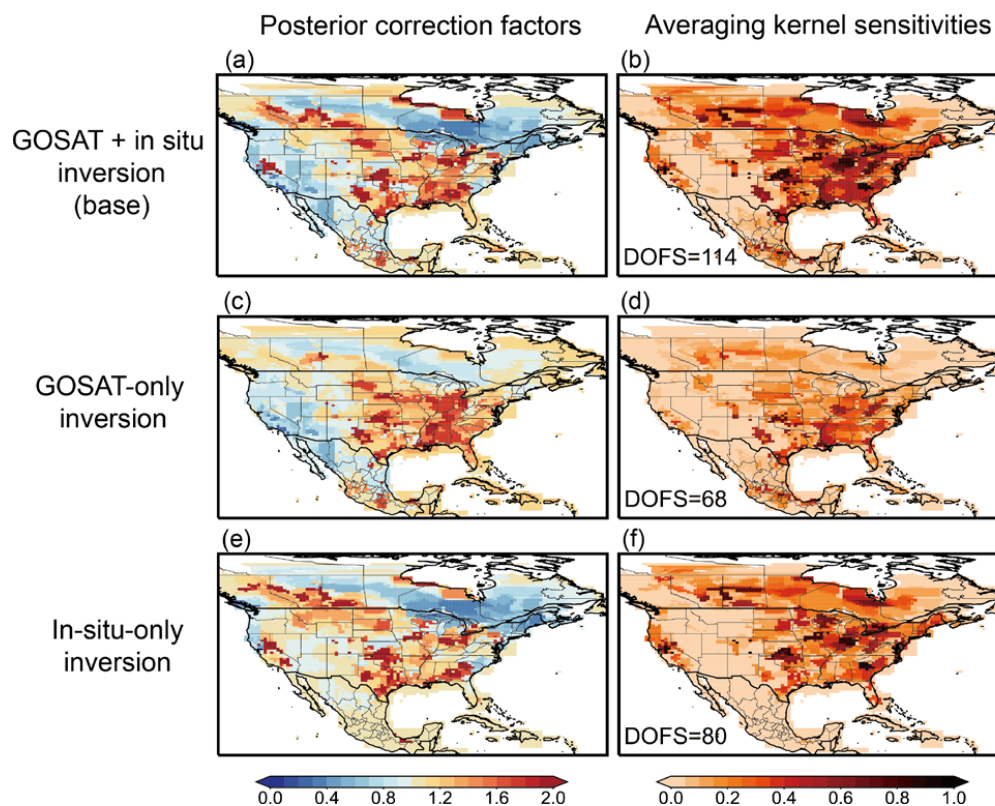 Posterior correction factors
Averaging kernel sensitivities
(a)
(b)
GOSAT + in situ
inversion
(base)
DOFS=114
(c)
(d)
GOSAT-only
inversion
DOFS=68
(e)
(f)
In-situ-only
inversion
DOFS=80
0.0 0.4 0.8 1.2 1.6 2.0
0.0 0.2 0.4 0.6 0.8 1.0